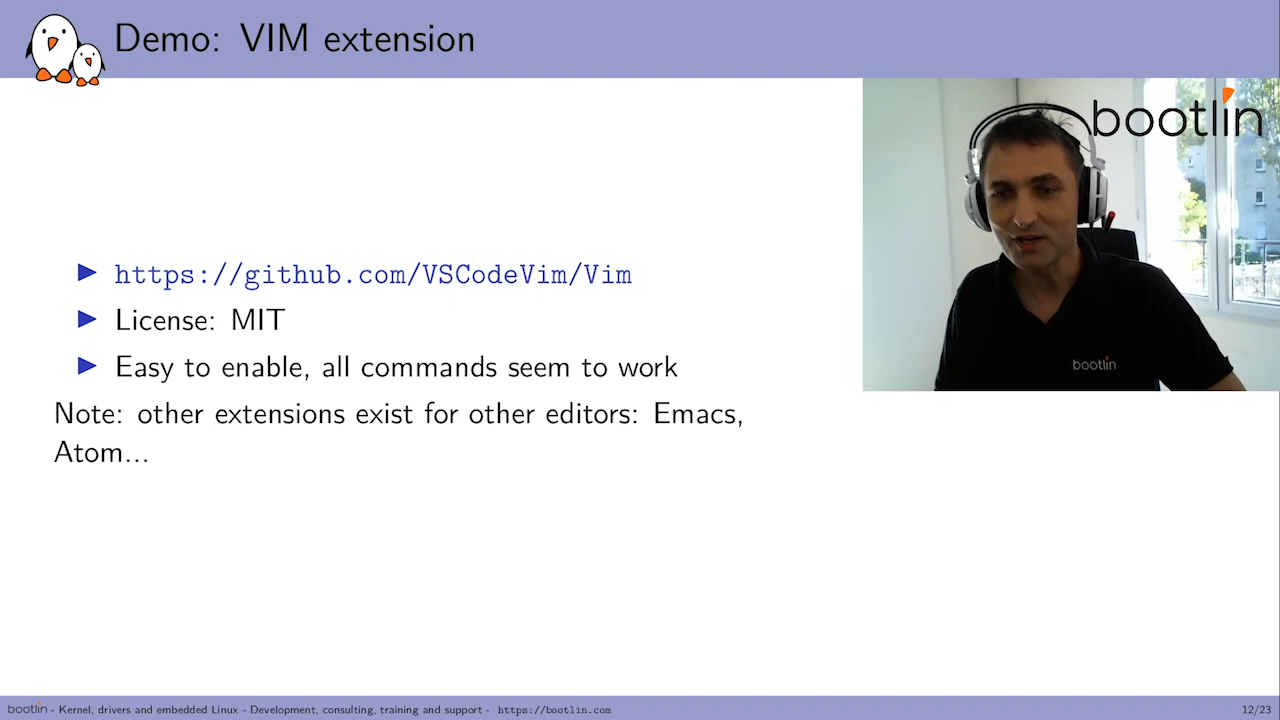 Demo: VIM extension
bootlin
https://github.com/VSCodeVim/Vim
License: MIT
Easy to enable, all commands seem to work
bootlin
Note: other extensions exist for other editors: Emacs,
Atom...
bootlin - Kernel, drivers and embedded Linux - Development, consulting, training and support - https://bootlin.com
12/23